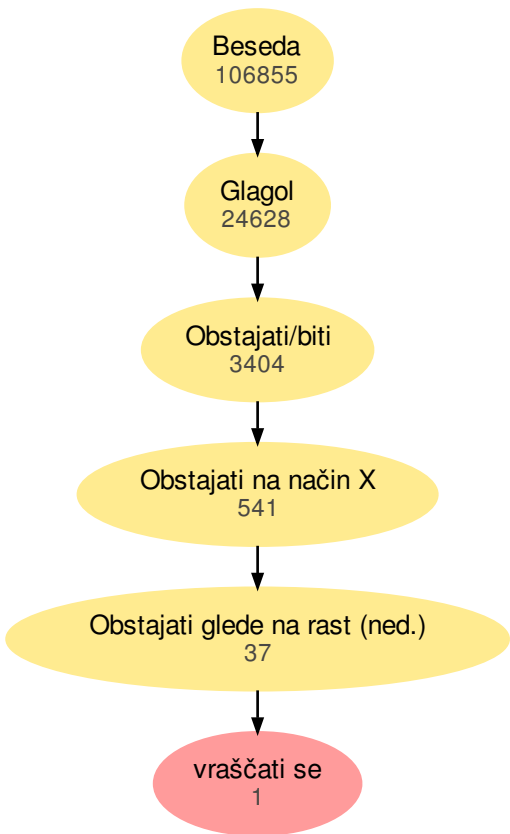 Beseda
106855
Glagol
24628
Obstajati/biti
3404
Obstajati na način X
541
Obstajati glede na rast (ned.)
37
vraščati se
1